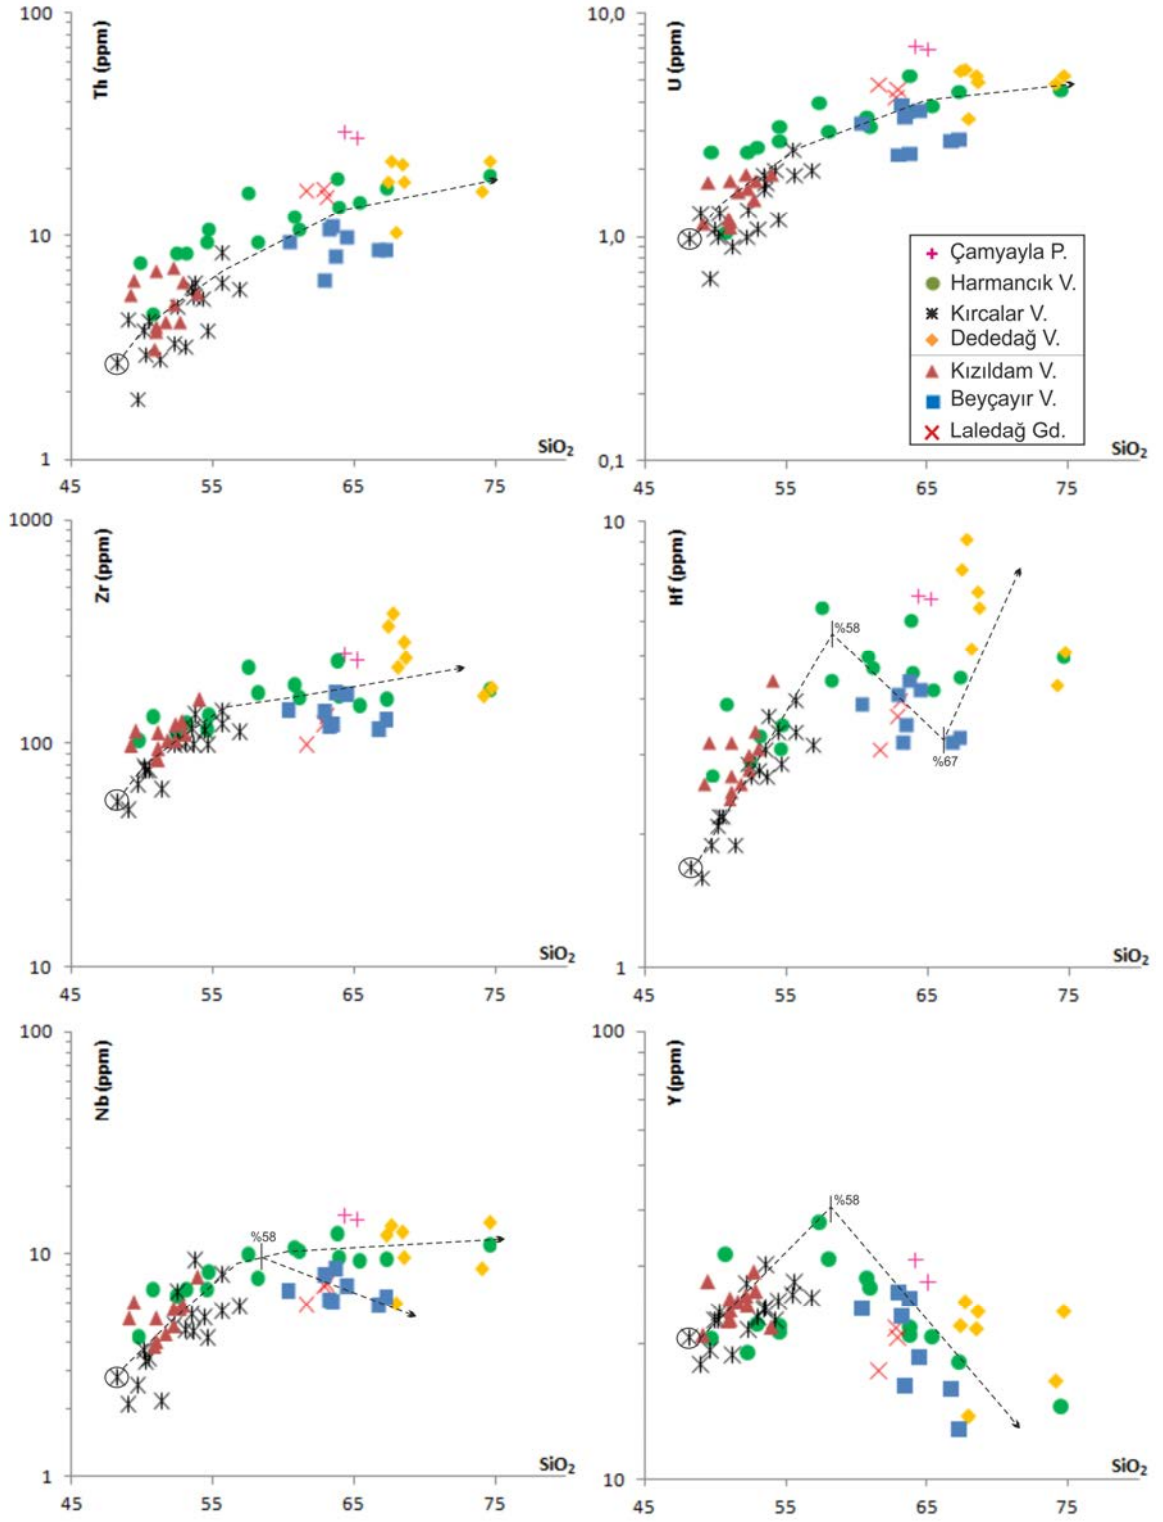 100
Th (ppm)
10
1
45
55
65
75
SiO₂
10,0
U (ppm)
1,0
0,1
45
55
65
75
SiO₂
Çamyayla P.
Harmancık V.
Kırcalar V.
Dededağ V.
Kızıldam V.
Beyçayır V.
Laledağ Gd.
1000
Zr (ppm)
100
10
45
55
65
75
SiO₂
10
Hf (ppm)
%58
%67
1
45
55
65
75
SiO₂
100
Nb (ppm)
%58
10
1
45
55
65
75
SiO₂
100
Y (ppm)
%58
10
45
55
65
75
SiO₂